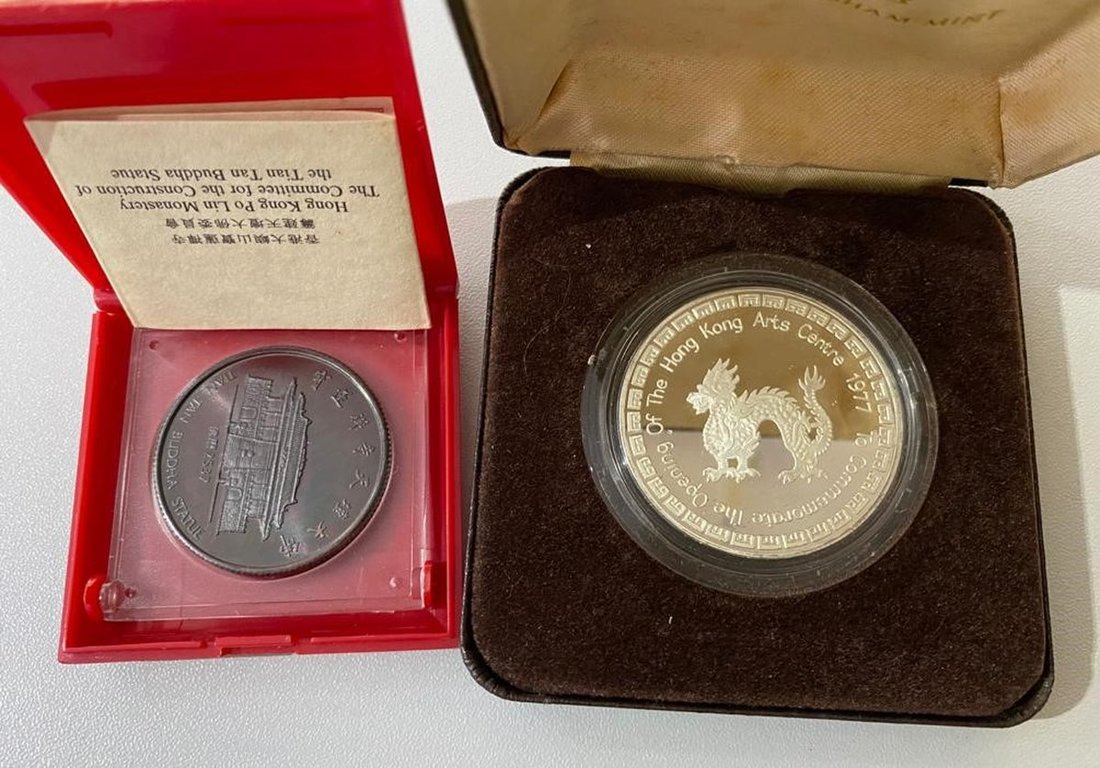 香港大嶼山寶蓮禪寺
籌建天壇大佛委員會
Hong Kong Po Lin Monastery
The Committee for the Construction of
the Tian Tan Buddha Statue
TIAN TAN BUDDHA STATUE
HAM MINT
To Commemorate The Opening Of The Hong Kong Arts Centre 1977